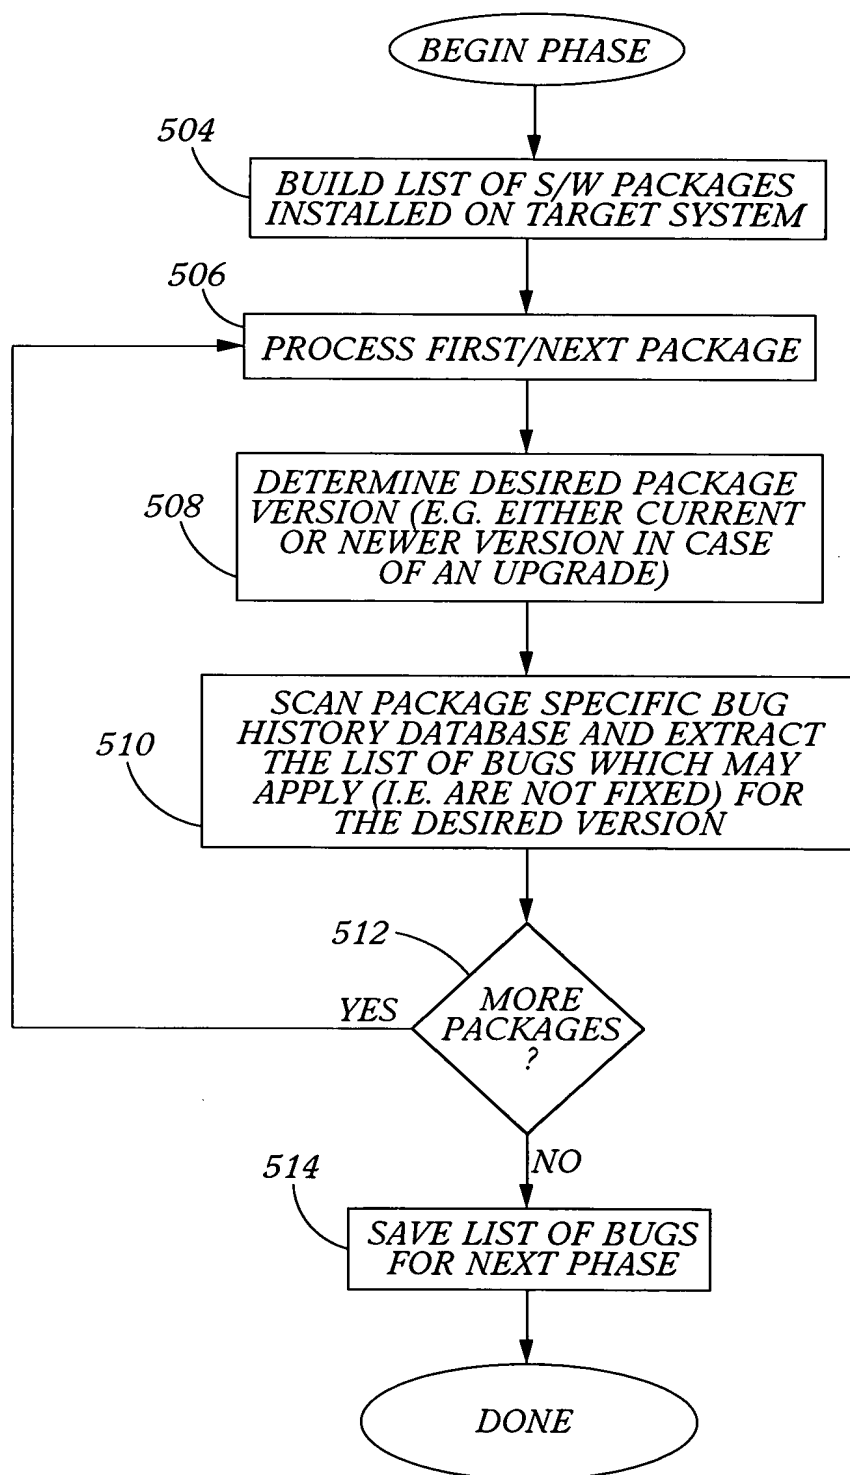 BEGIN PHASE
504
BUILD LIST OF S/W PACKAGES
INSTALLED ON TARGET SYSTEM
506
PROCESS FIRST/NEXT PACKAGE
508
DETERMINE DESIRED PACKAGE
VERSION (E.G. EITHER CURRENT
OR NEWER VERSION IN CASE
OF AN UPGRADE)
510
SCAN PACKAGE SPECIFIC BUG
HISTORY DATABASE AND EXTRACT
THE LIST OF BUGS WHICH MAY
APPLY (I.E. ARE NOT FIXED) FOR
THE DESIRED VERSION
512
YES
MORE
PACKAGES
?
NO
514
SAVE LIST OF BUGS
FOR NEXT PHASE
DONE